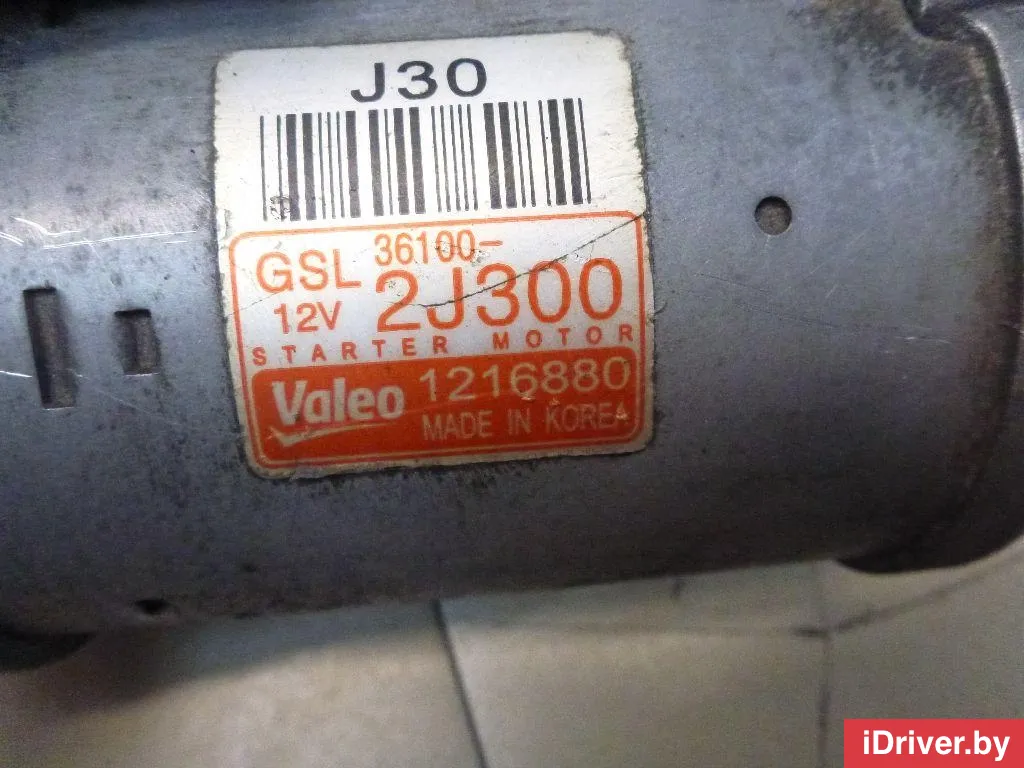 J30
GSL 36100-
12V 2J300
STARTER MOTOR
Valeo 1216880
MADE IN KOREA
iDriver.by